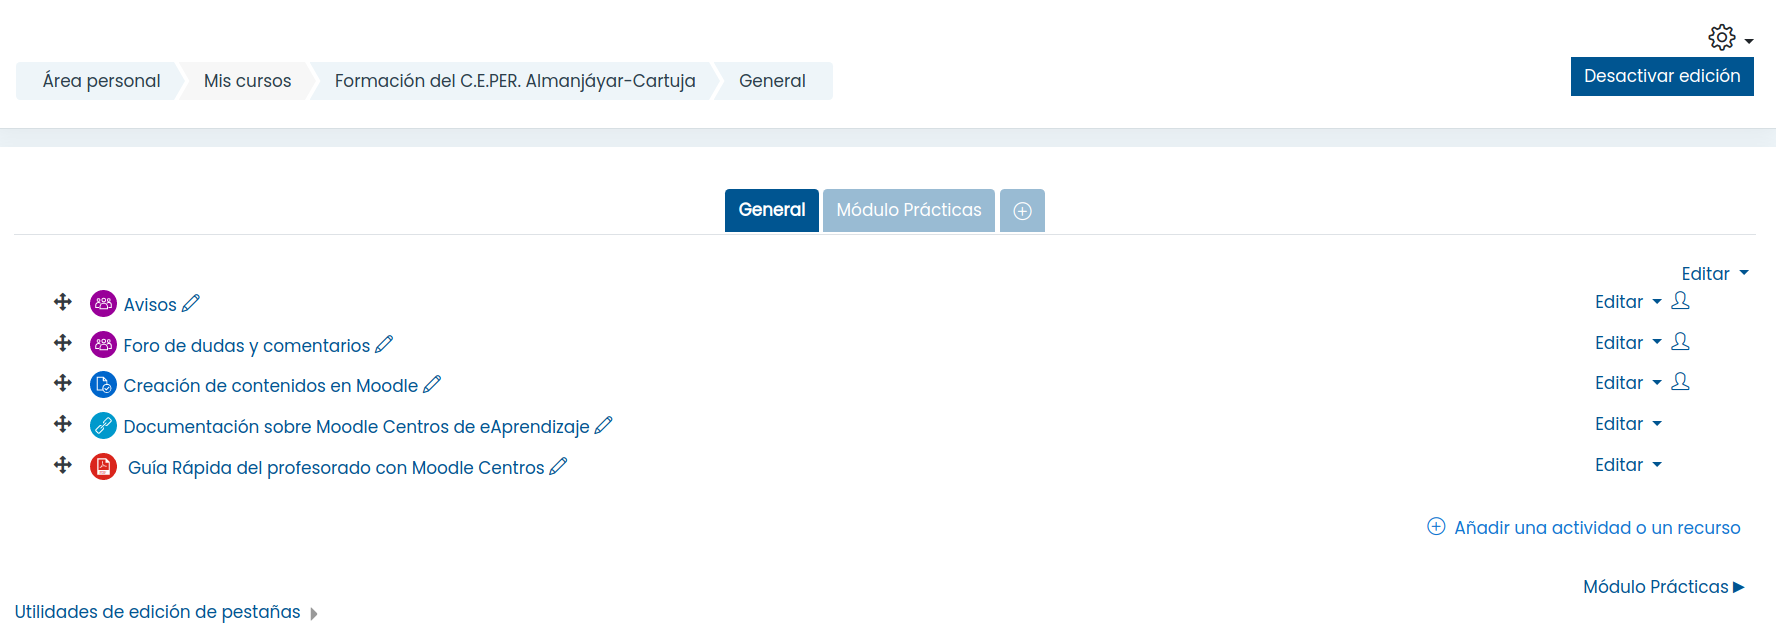 Desactivar edición
Área personal
Mis cursos
Formación del C.E.PER. Almanjáyar-Cartuja
General
General
Módulo Prácticas
Editar
Avisos
Editar
Foro de dudas y comentarios
Editar
Creación de contenidos en Moodle
Editar
Documentación sobre Moodle Centros de eAprendizaje
Editar
Guía Rápida del profesorado con Moodle Centros
Editar
Añadir una actividad o un recurso
Módulo Prácticas
Utilidades de edición de pestañas